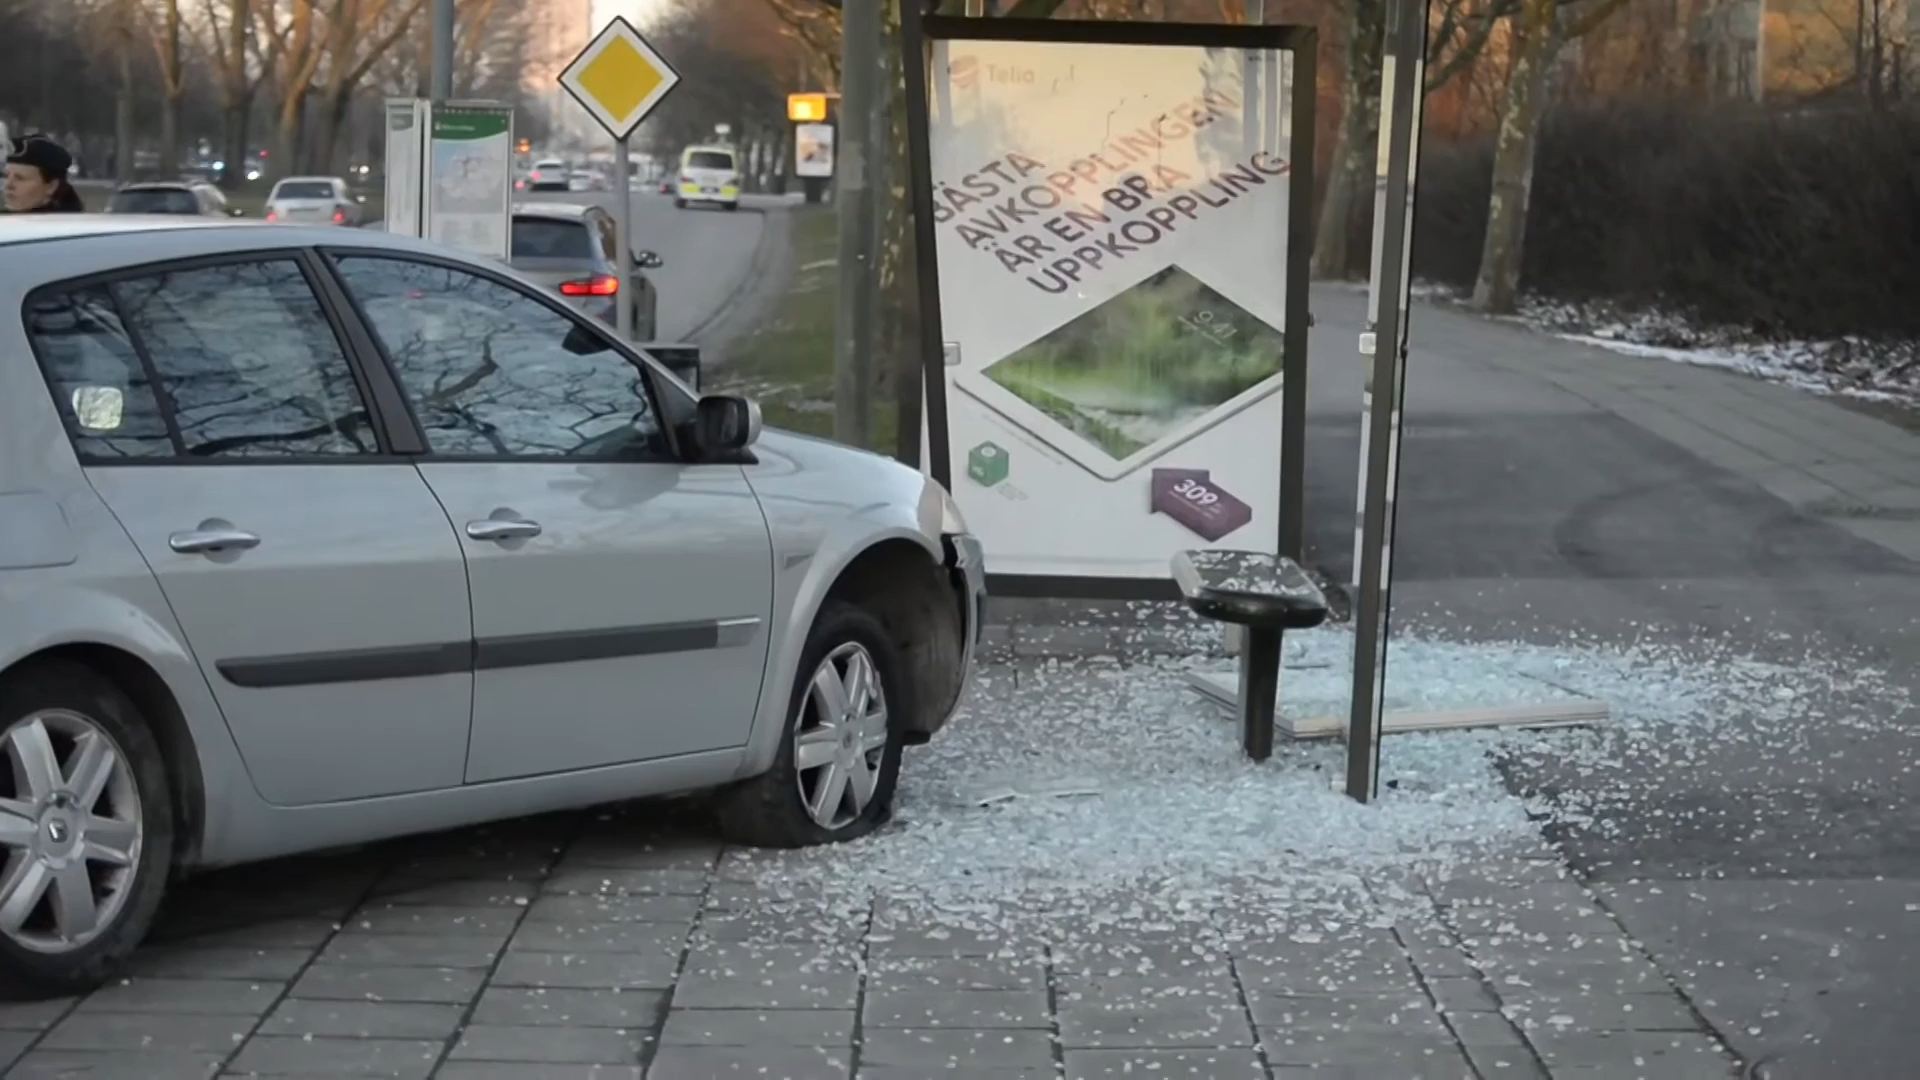 Telia
BÄSTA
AVKOPPLINGEN
ÄR EN BRA
UPPKOPPLING
9:41
309